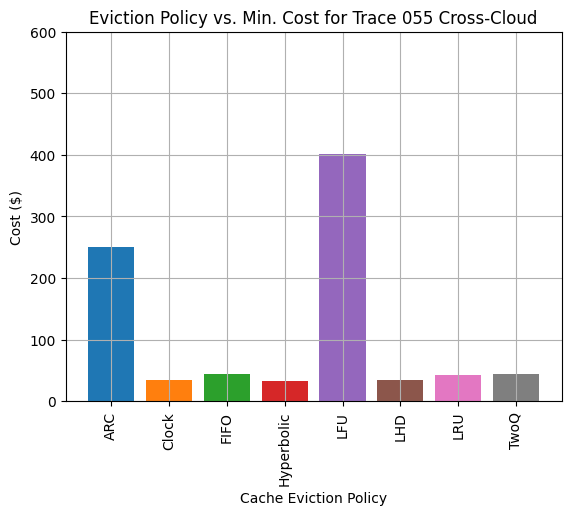 Eviction Policy vs. Min. Cost for Trace 055 Cross-Cloud
600
500
400
300
200
100
0
Cost ($)
ARC
Clock
FIFO
Hyperbolic
LFU
LHD
LRU
TwoQ
Cache Eviction Policy